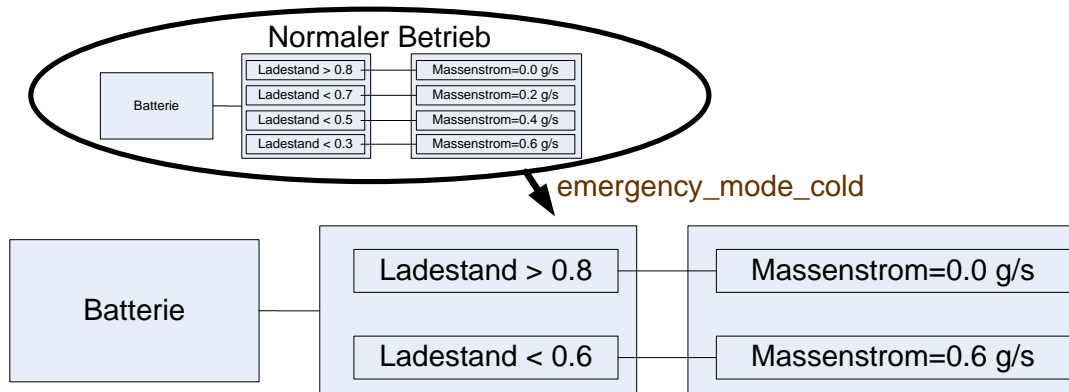 Normaler Betrieb
Batterie
Ladestand > 0.8
Massenstrom=0.0 g/s
Ladestand < 0.7
Massenstrom=0.2 g/s
Ladestand < 0.5
Massenstrom=0.4 g/s
Ladestand < 0.3
Massenstrom=0.6 g/s
emergency_mode_cold
Batterie
Ladestand > 0.8
Massenstrom=0.0 g/s
Ladestand < 0.6
Massenstrom=0.6 g/s